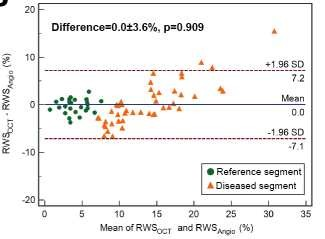 Difference=0.0±3.6%, p=0.909
RWS_OCT - RWS_Angio (%)
20
10
0
-10
-20
+1.96 SD
7.2
Mean
0.0
-1.96 SD
-7.1
Reference segment
Diseased segment
0 5 10 15 20 25 30 35
Mean of RWS_OCT and RWS_Angio (%)